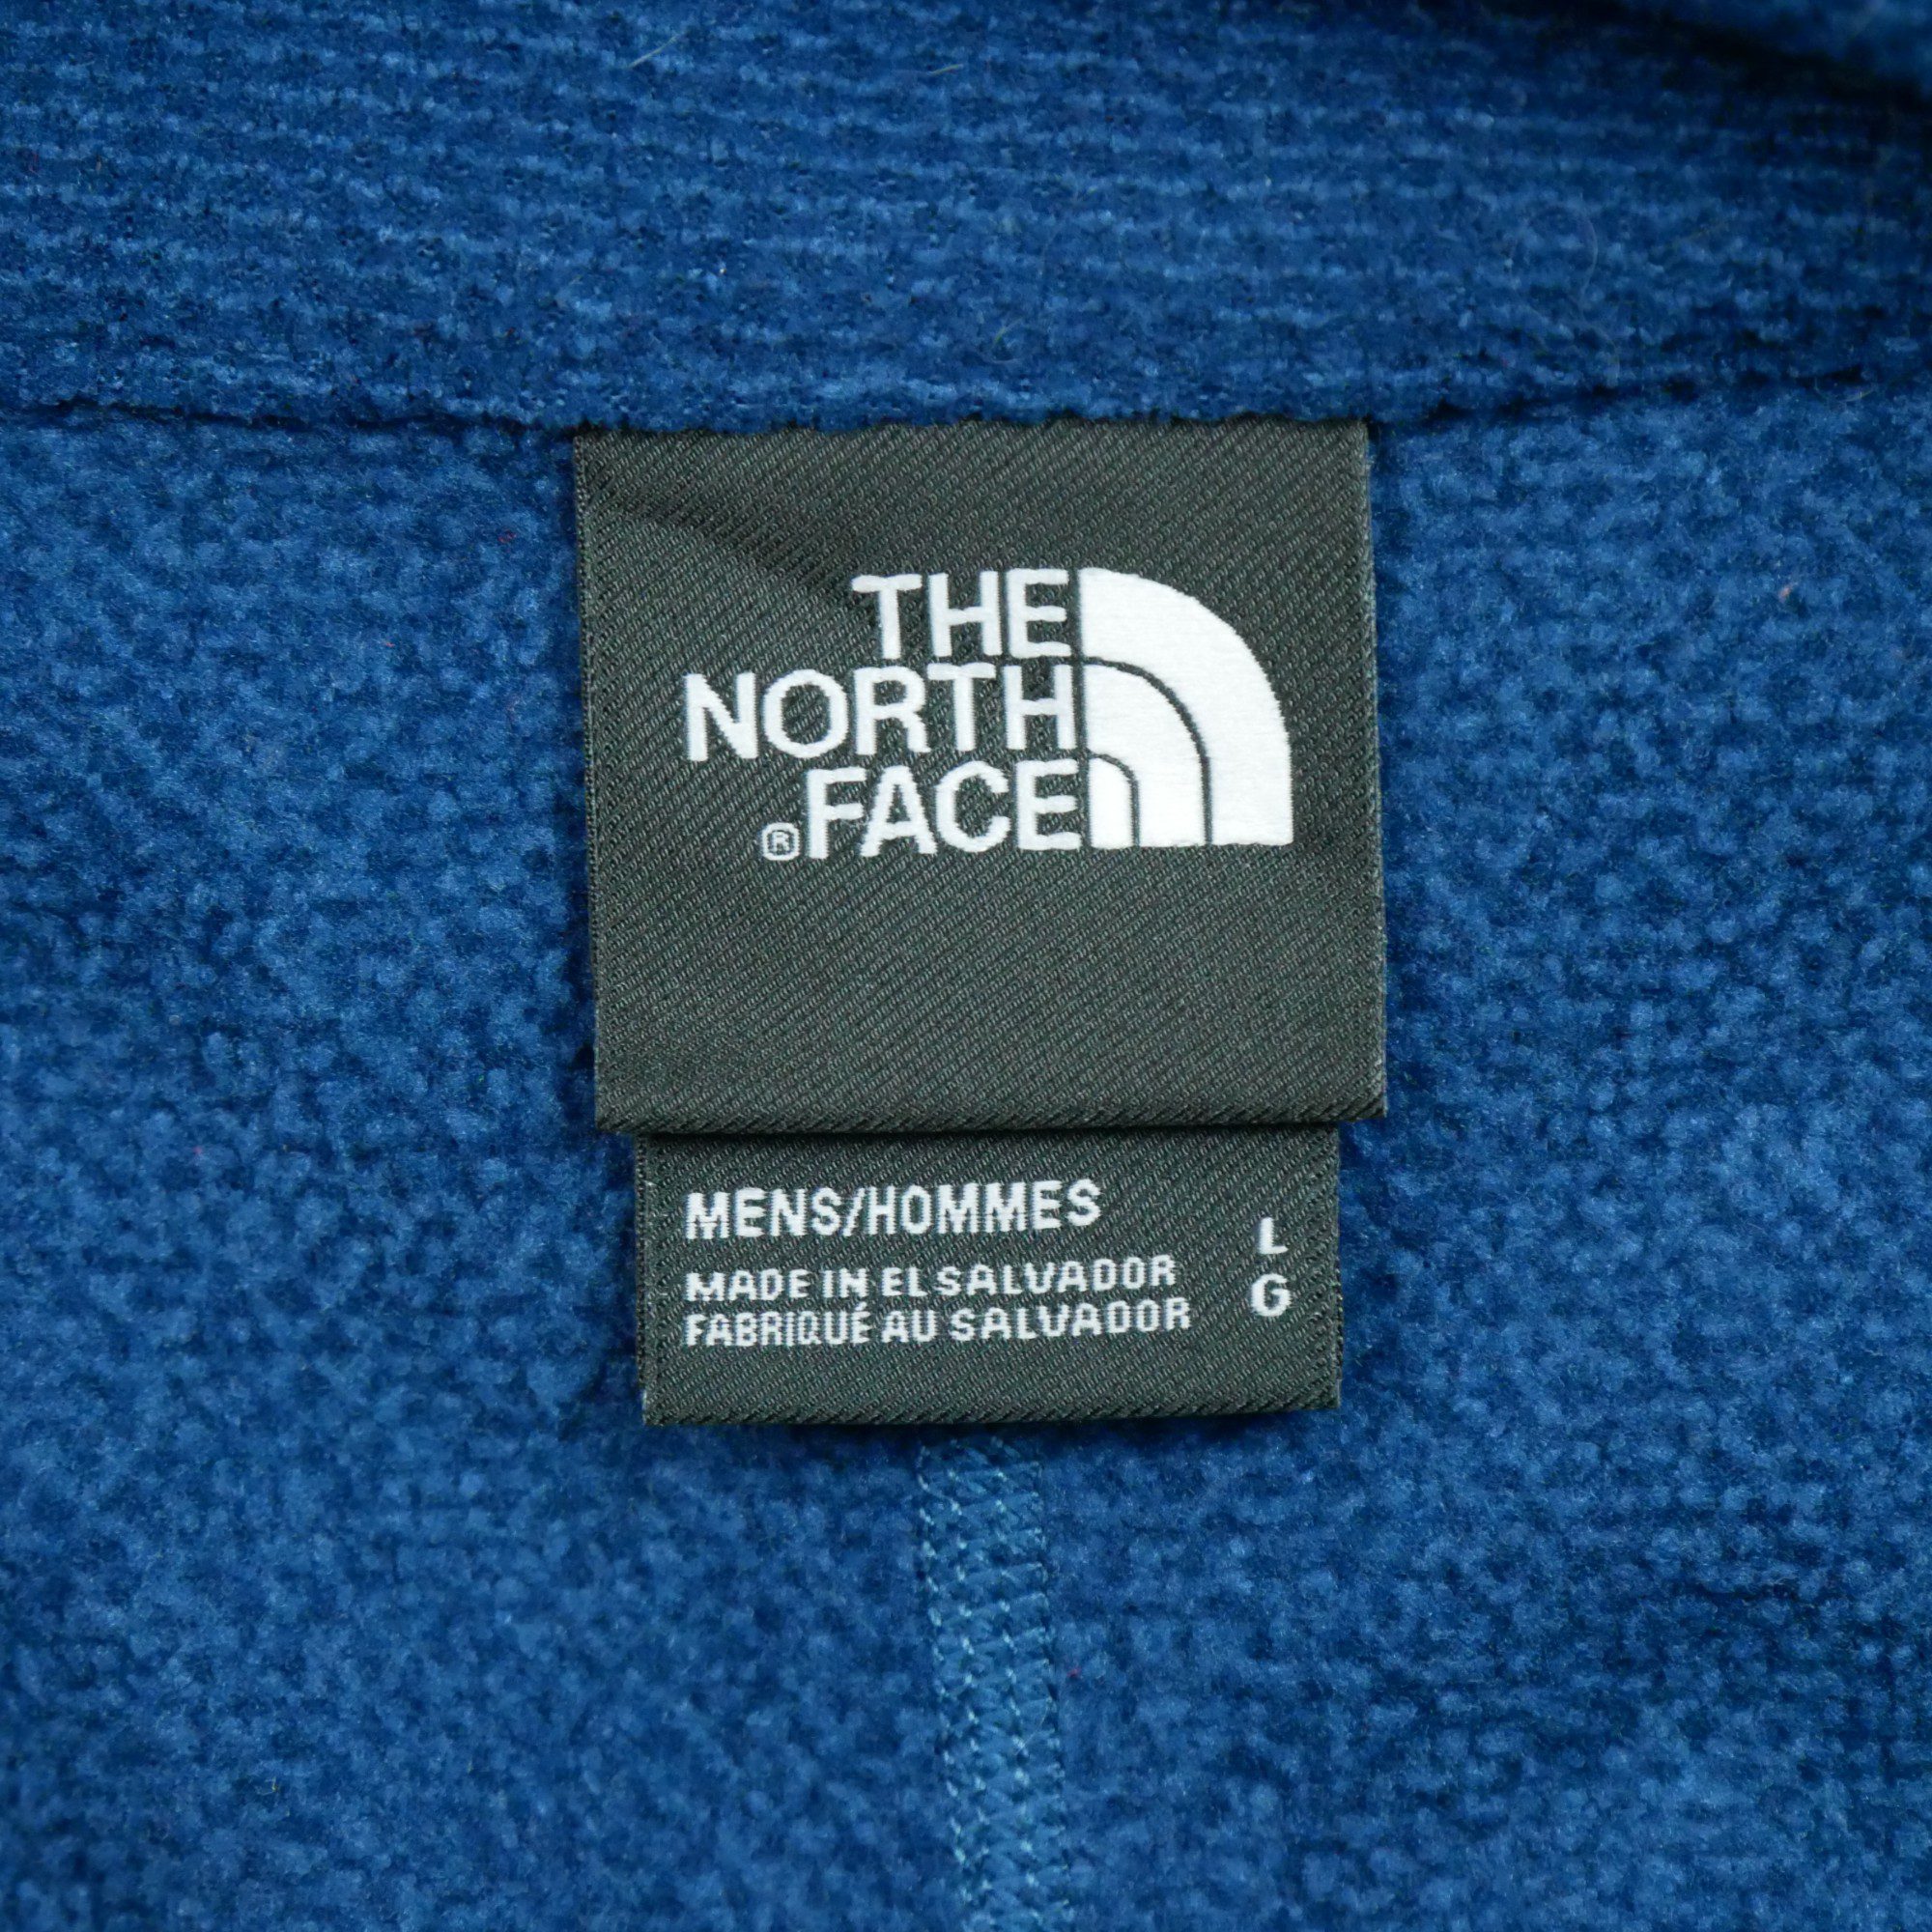 THE
NORTH
®FACE
MENS/HOMMES
L
MADE IN EL SALVADOR
G
FABRIQUÉ AU SALVADOR